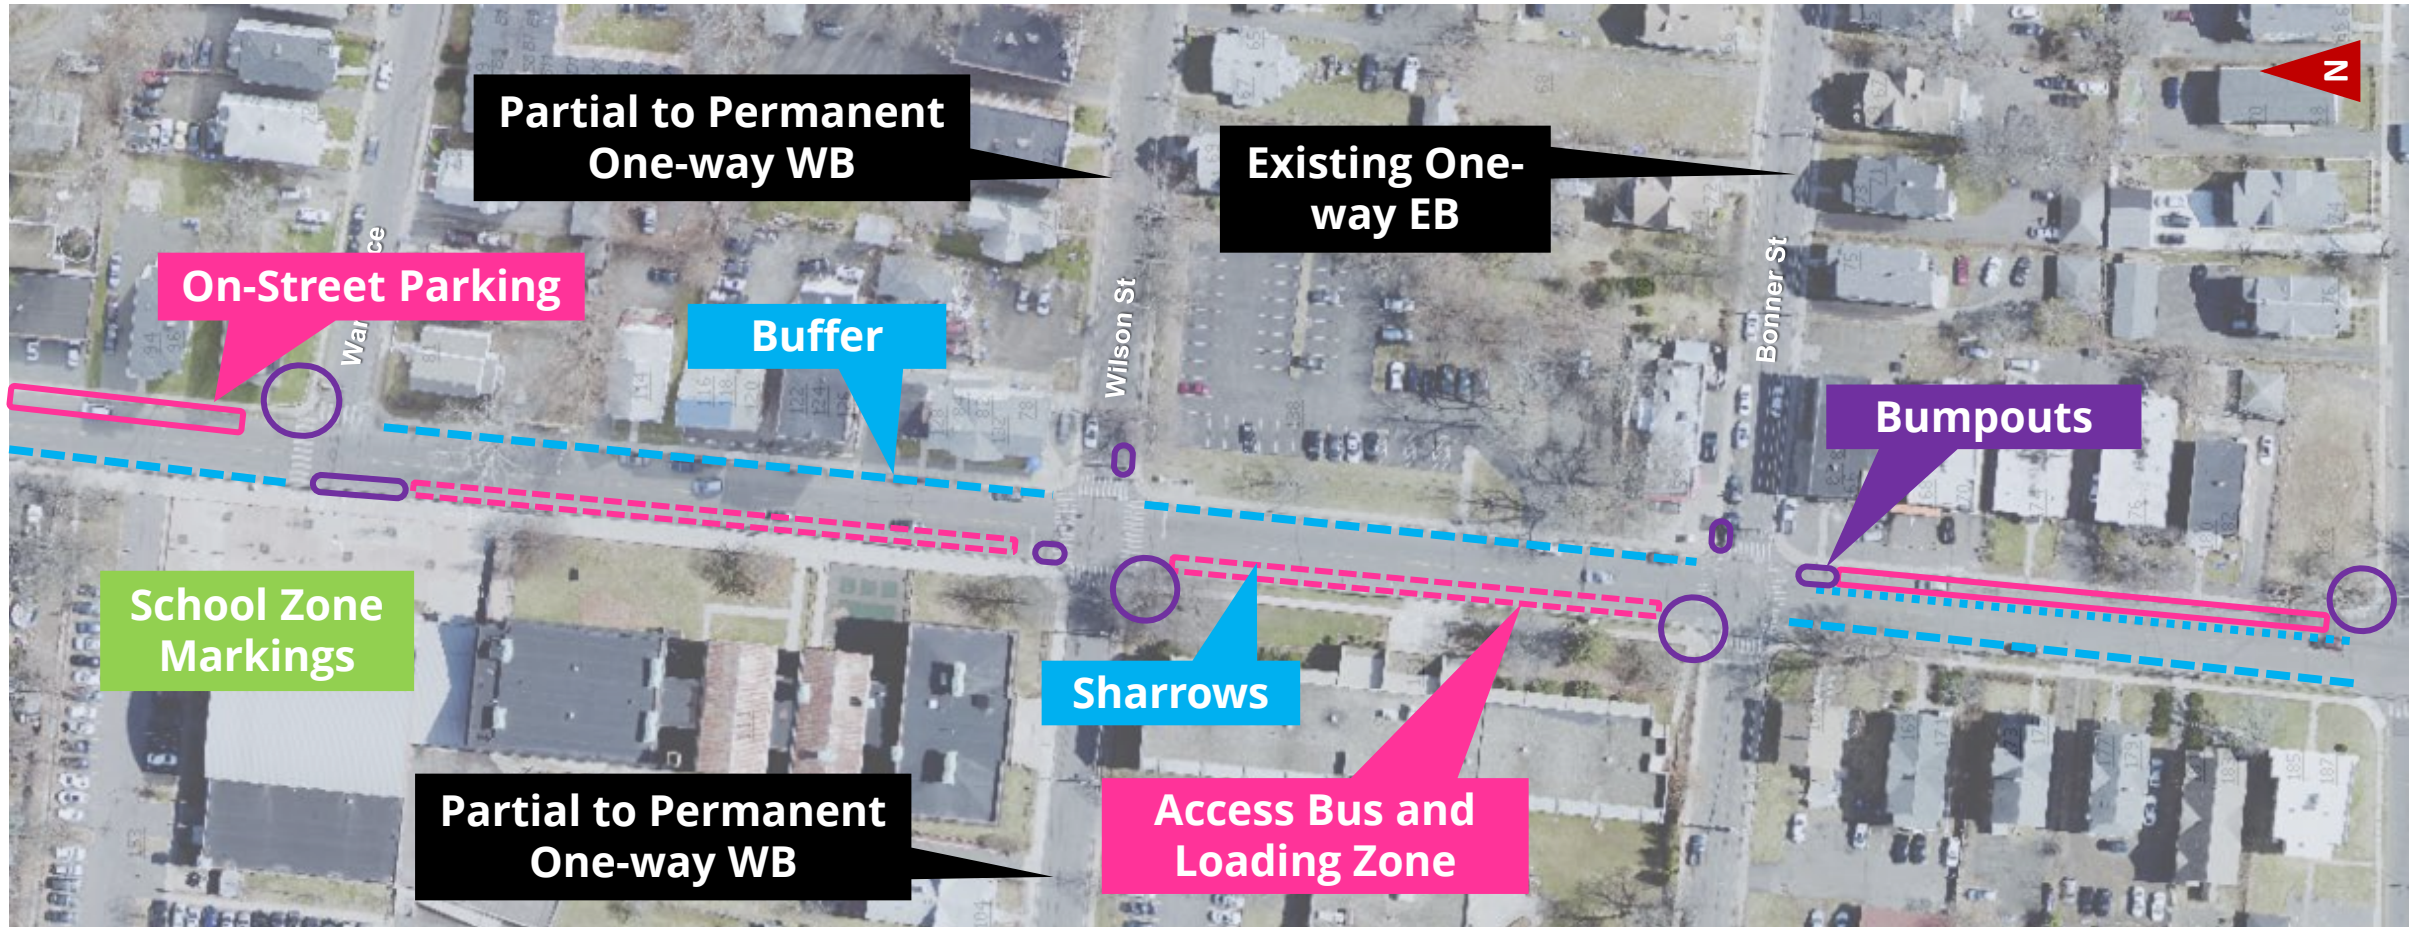 N
Partial to Permanent
One-way WB
Existing One-
way EB
On-Street Parking
Buffer
Wilson St
Bonner St
Bumpouts
School Zone
Markings
Sharrows
Partial to Permanent
One-way WB
Access Bus and
Loading Zone